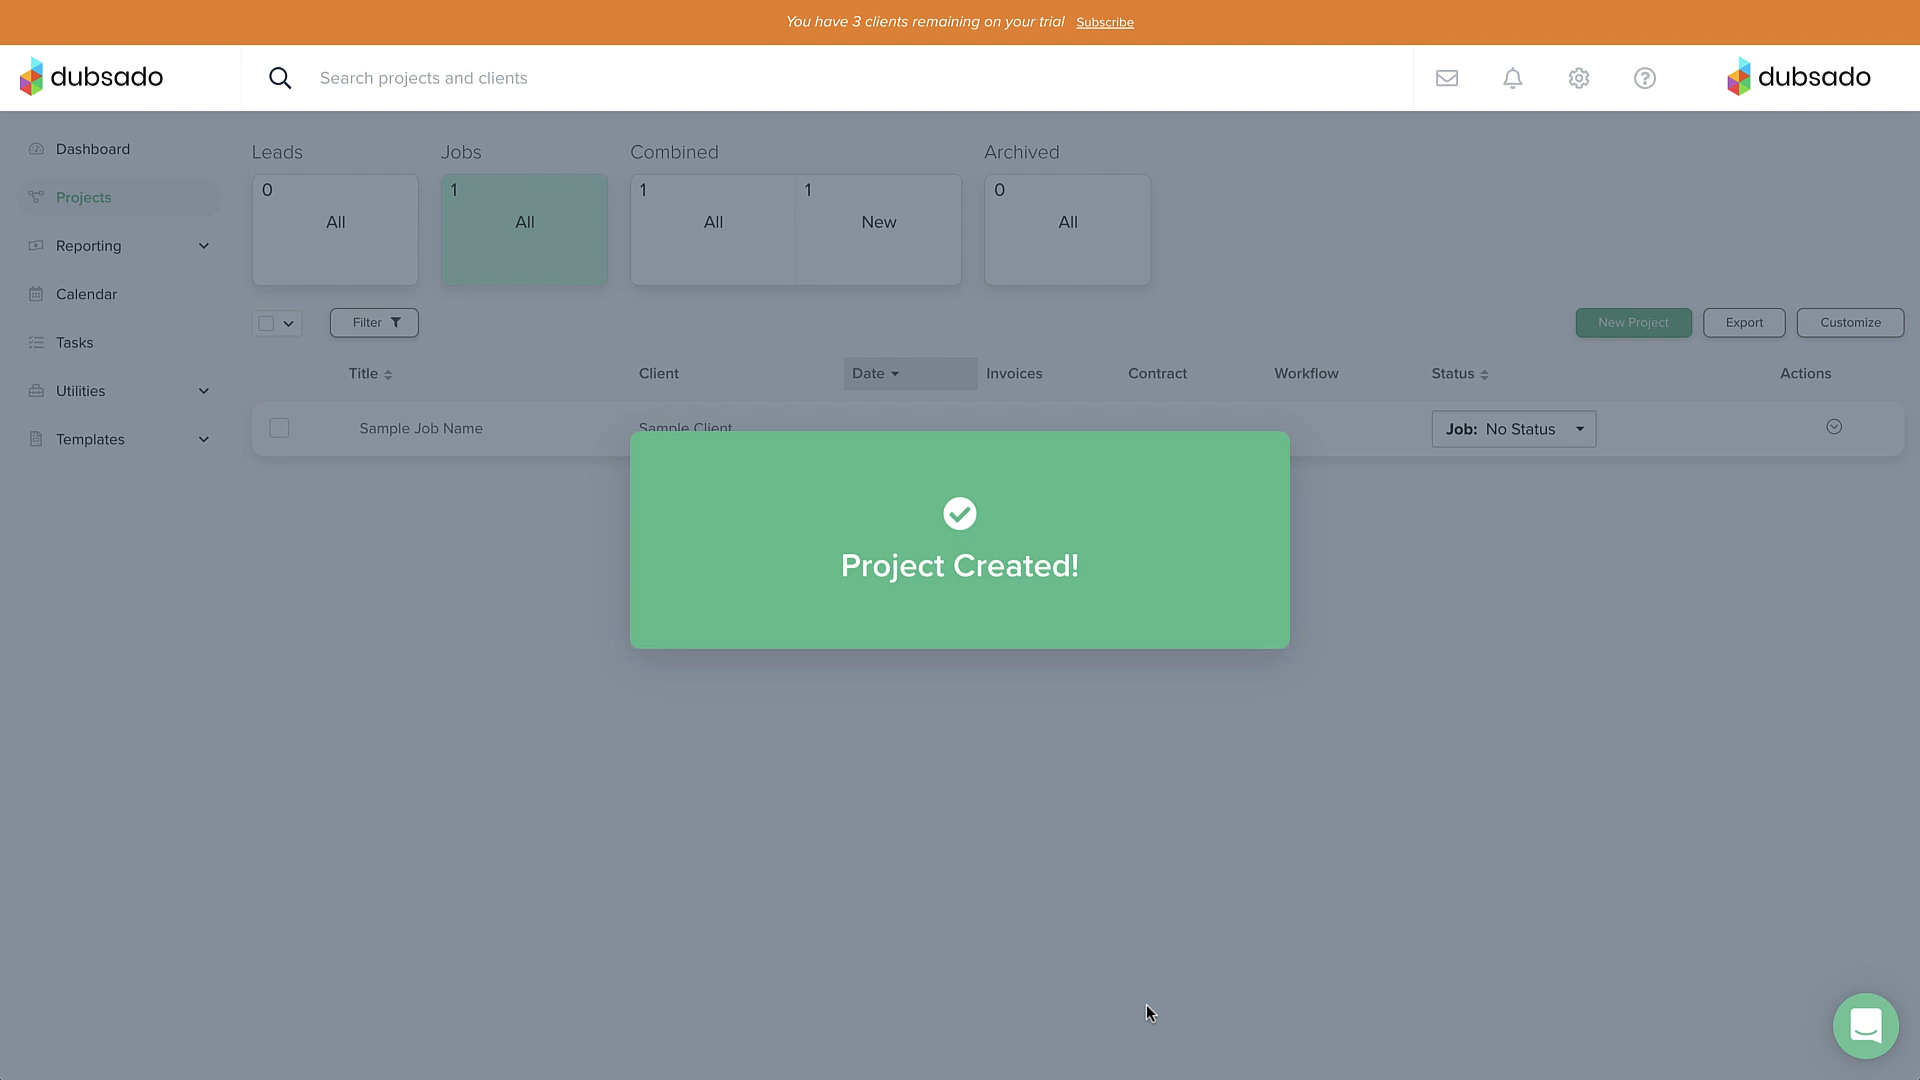 You have 3 clients remaining on your trial Subscribe
dubsado
Search projects and clients
dubsado
Dashboard
Projects
Reporting
Calendar
Tasks
Utilities
Templates
Leads
0
All
Jobs
1
All
Combined
1
All
1
New
Archived
0
All
Filter
New Project
Export
Customize
Title
Client
Date
Invoices
Contract
Workflow
Status
Actions
Sample Job Name
Sample Client
Job: No Status
Project Created!